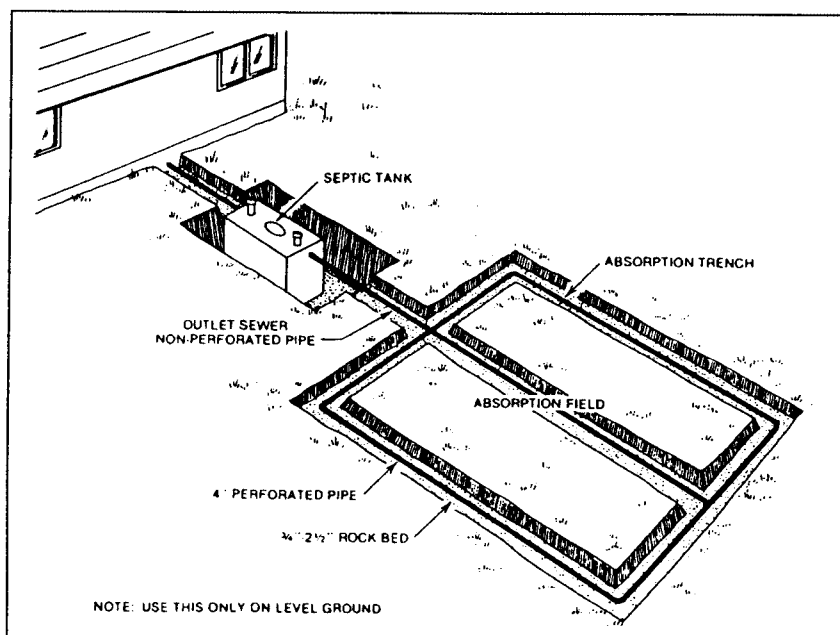 SEPTIC TANK
ABSORPTION TRENCH
OUTLET SEWER
NON-PERFORATED PIPE
ABSORPTION FIELD
4" PERFORATED PIPE
¾"-2½" ROCK BED
NOTE: USE THIS ONLY ON LEVEL GROUND